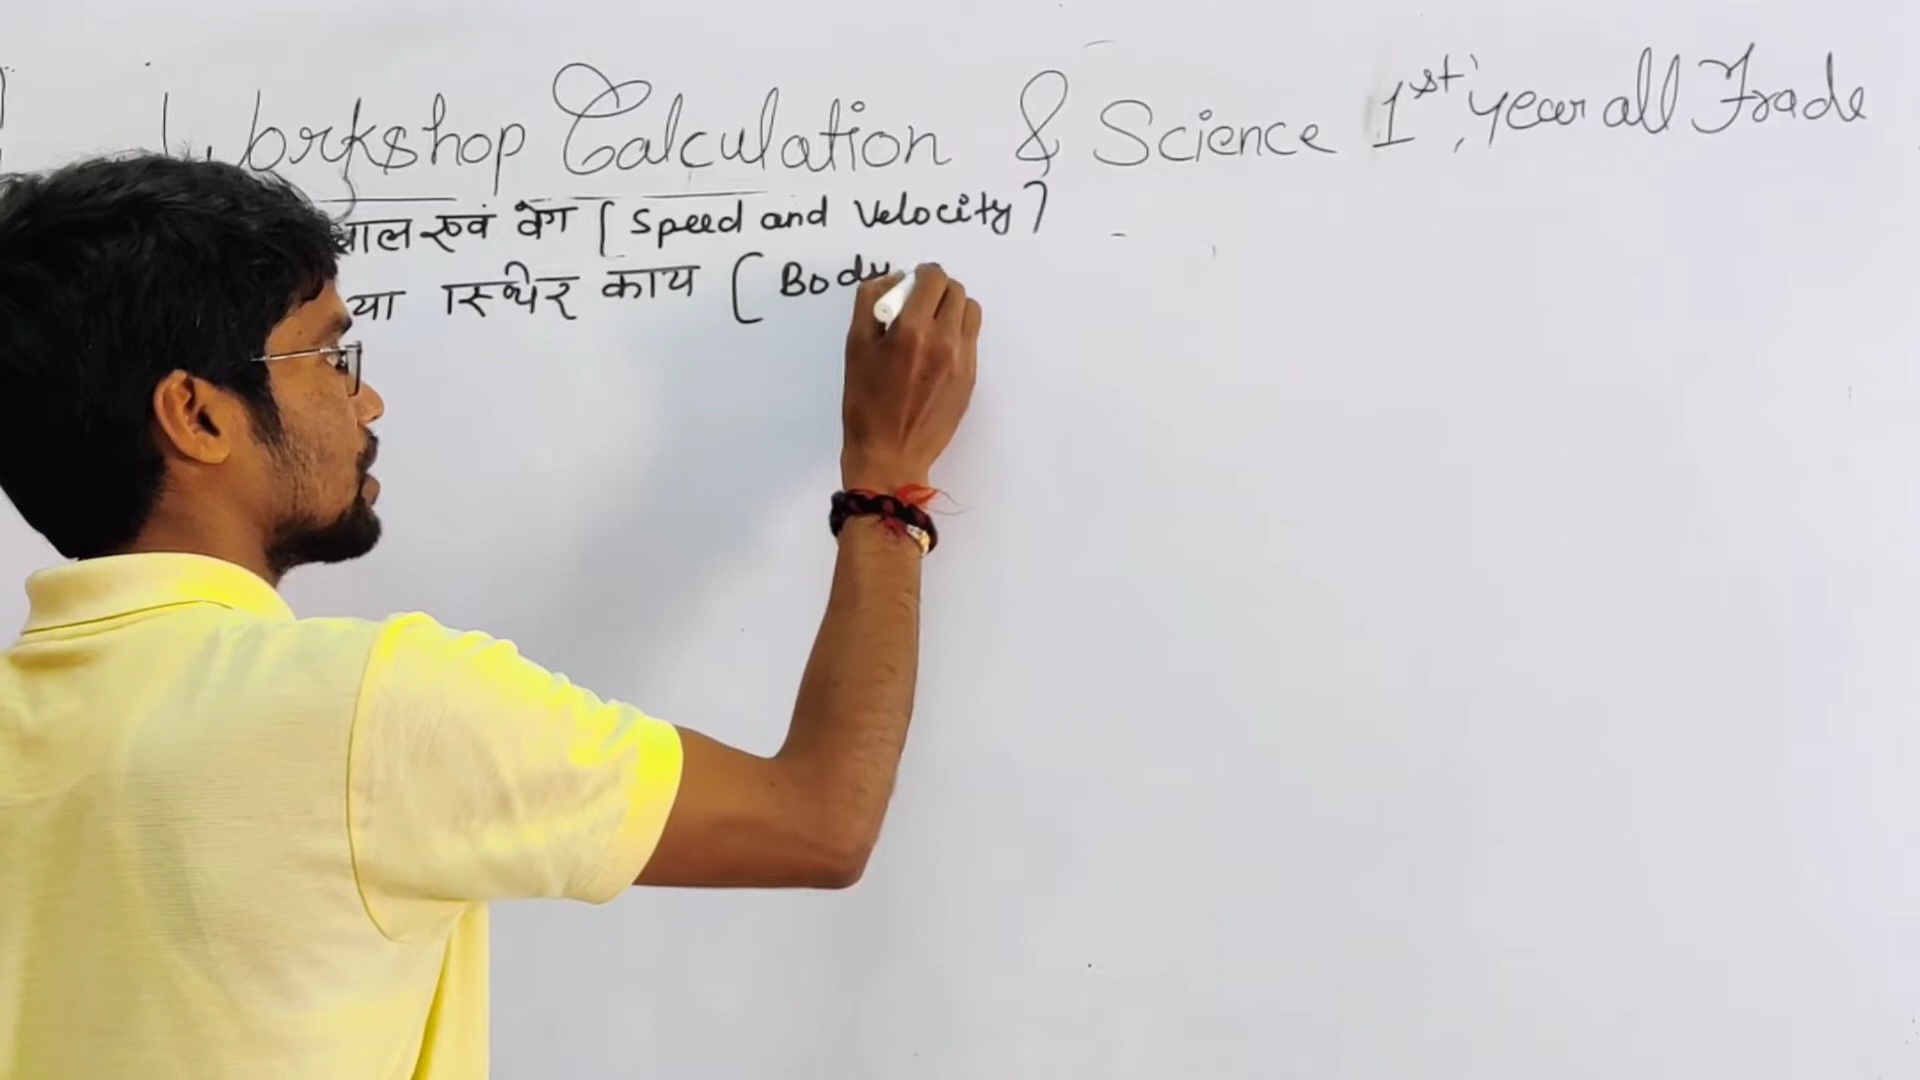 Workshop Calculation & Science 1st, year all Trade
चाल एवं वेग [Speed and Velocity]
या स्थिर काय (Body